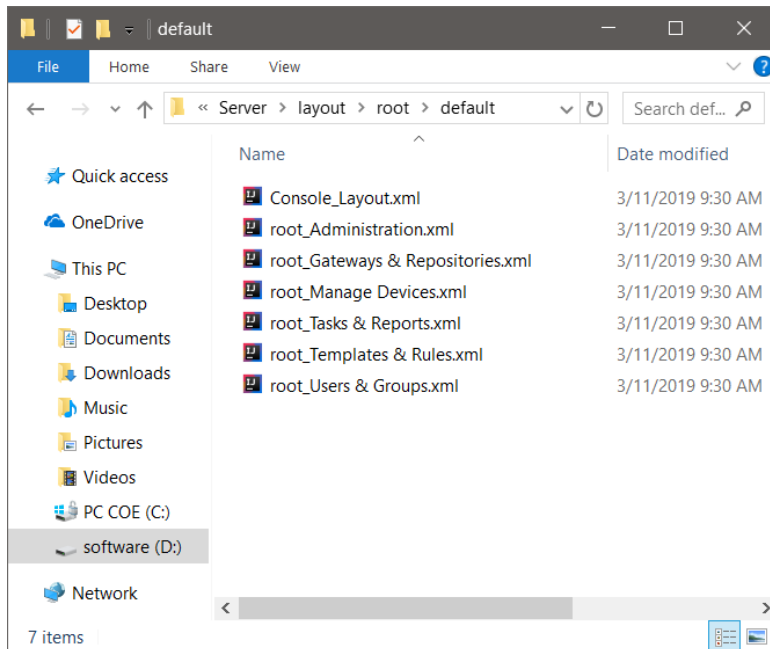 default
File Home Share View
« Server > layout > root > default Search def...
Name Date modified
Quick access
OneDrive
This PC
Desktop
Documents
Downloads
Music
Pictures
Videos
PC COE (C:)
software (D:)
Network
Console_Layout.xml 3/11/2019 9:30 AM
root_Administration.xml 3/11/2019 9:30 AM
root_Gateways & Repositories.xml 3/11/2019 9:30 AM
root_Manage Devices.xml 3/11/2019 9:30 AM
root_Tasks & Reports.xml 3/11/2019 9:30 AM
root_Templates & Rules.xml 3/11/2019 9:30 AM
root_Users & Groups.xml 3/11/2019 9:30 AM
7 items